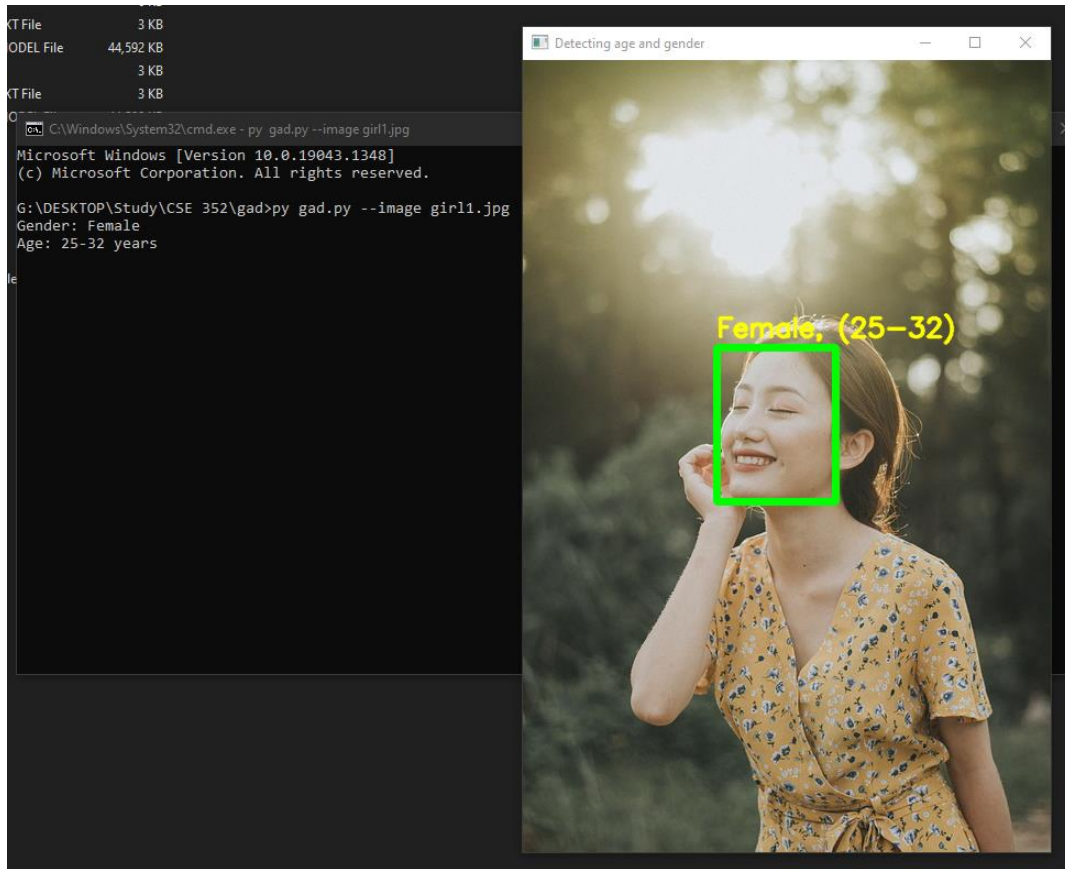 KT File 3 KB
ODEL File 44,592 KB
3 KB
KT File 3 KB
C:\Windows\System32\cmd.exe - py gad.py --image girl1.jpg
Microsoft Windows [Version 10.0.19043.1348]
(c) Microsoft Corporation. All rights reserved.
G:\DESKTOP\Study\CSE 352\gad>py gad.py --image girl1.jpg
Gender: Female
Age: 25-32 years
le
Detecting age and gender
Female, (25-32)